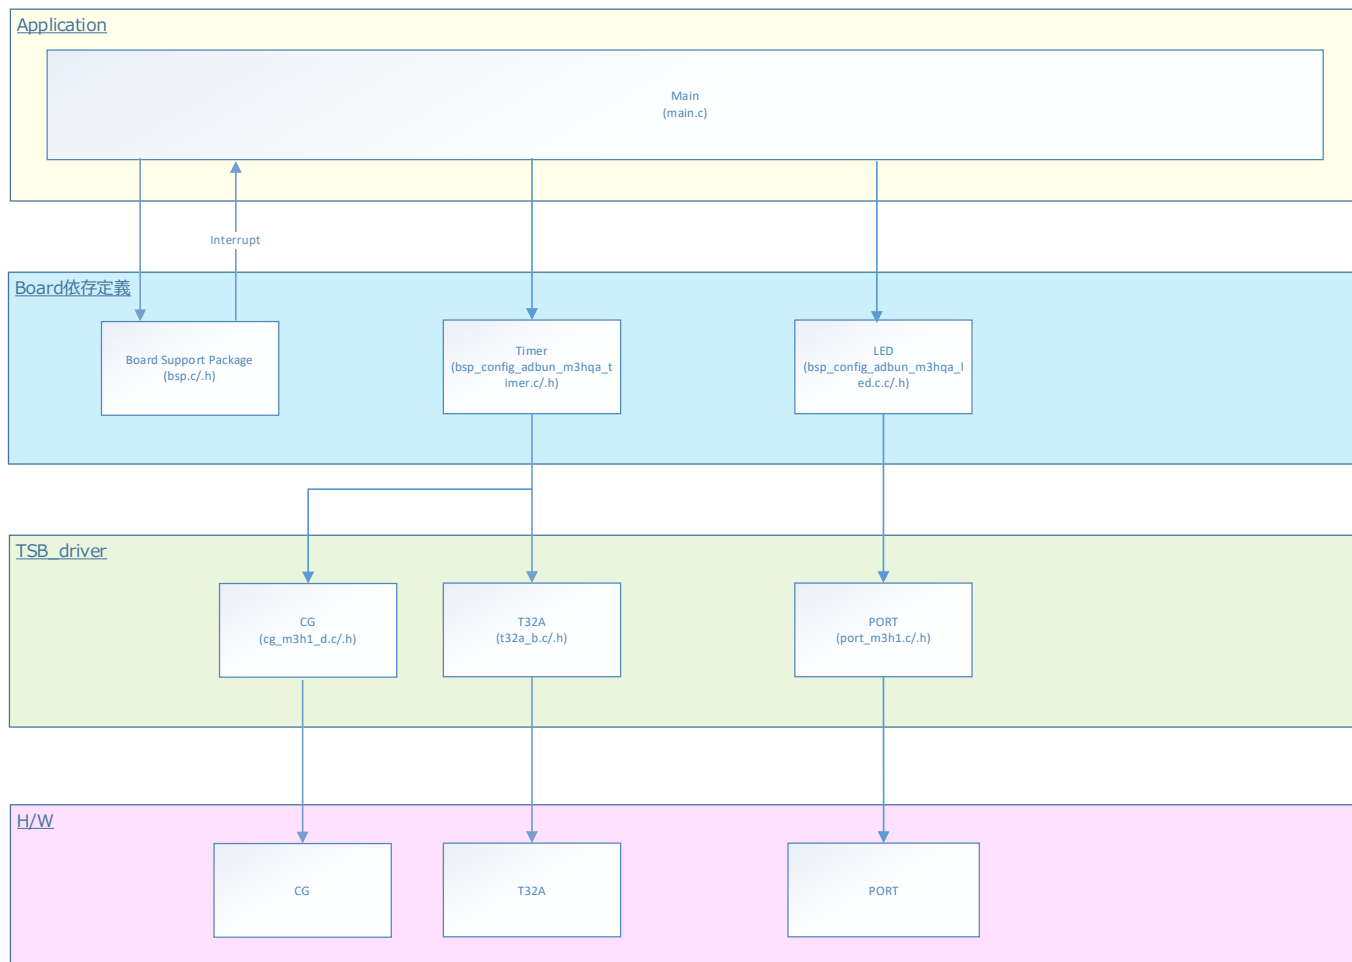 Application
Main
(main.c)
Interrupt
Board依存定義
Board Support Package
(bsp.c/.h)
Timer
(bsp_config_adbun_m3hqa_t
imer.c/.h)
LED
(bsp_config_adbun_m3hqa_l
ed.c.c/.h)
TSB_driver
CG
(cg_m3h1_d.c/.h)
T32A
(t32a_b.c/.h)
PORT
(port_m3h1.c/.h)
H/W
CG
T32A
PORT